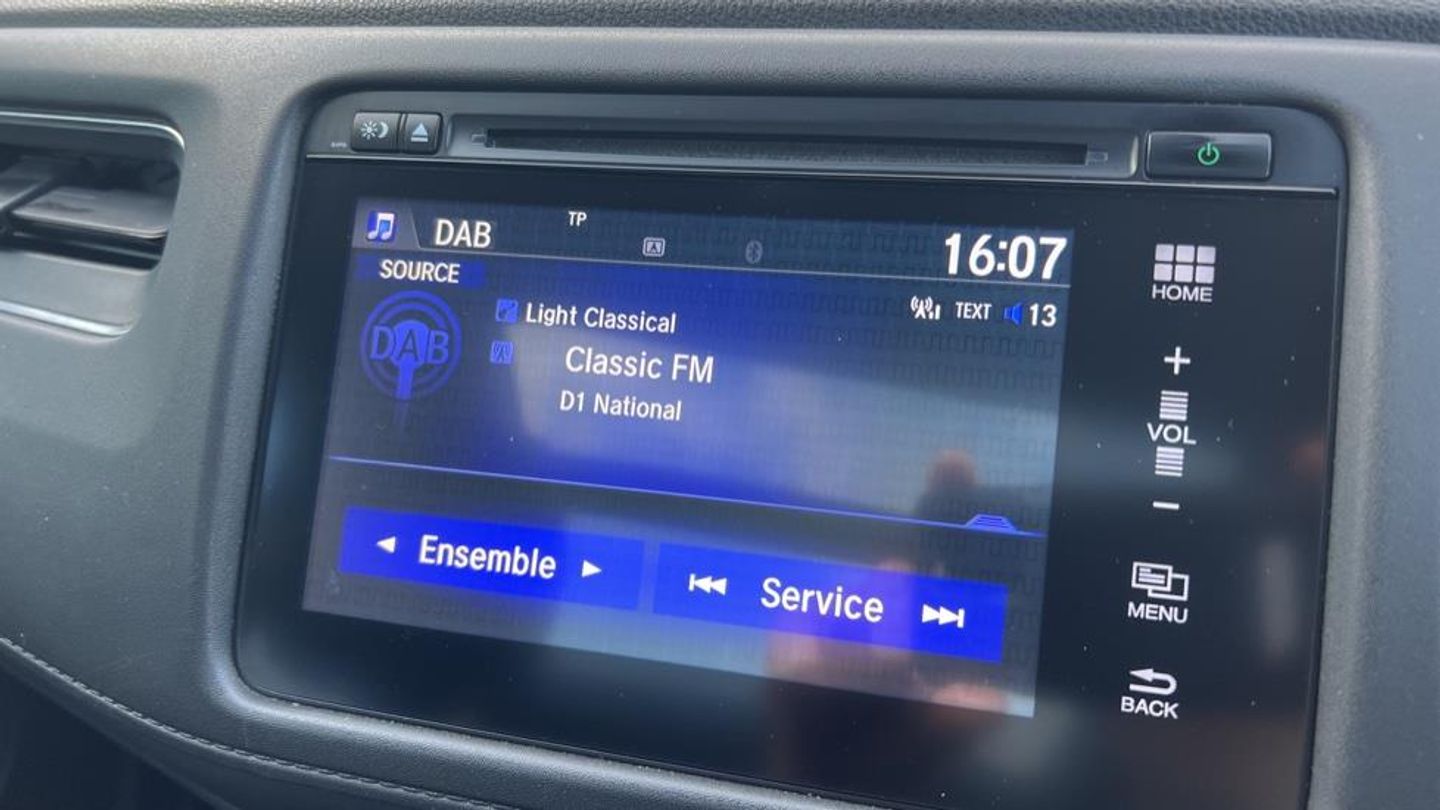 DAB
TP
16:07
SOURCE
HOME
DAB
Light Classical
TEXT
13
Classic FM
D1 National
+
VOL
−
◄ Ensemble ►
Service
MENU
BACK